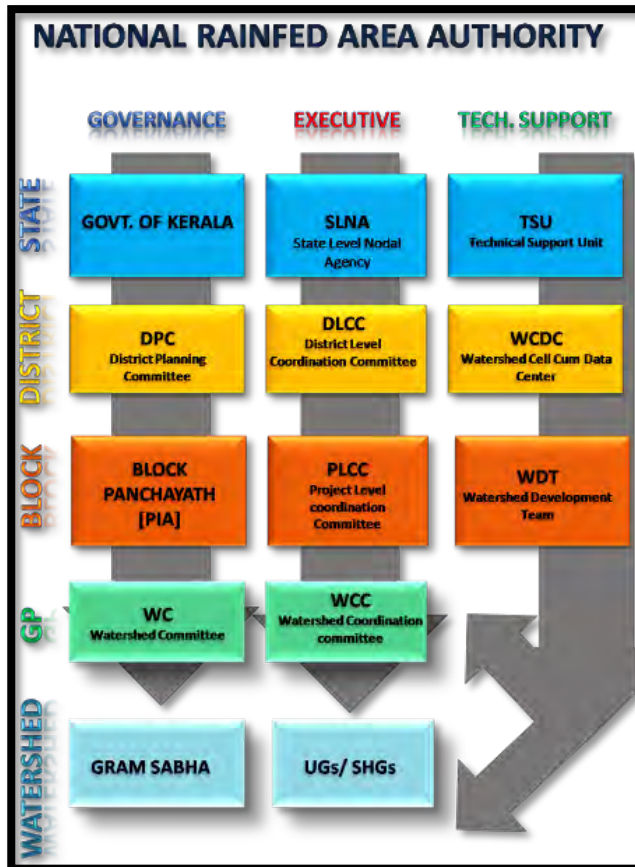 NATIONAL RAINFED AREA AUTHORITY
GOVERNANCE
EXECUTIVE
TECH. SUPPORT
STATE
GOVT. OF KERALA
SLNA
State Level Nodal
Agency
TSU
Technical Support Unit
DISTRICT
DPC
District Planning
Committee
DLCC
District Level
Coordination Committee
WCDC
Watershed Cell Cum Data
Center
BLOCK
BLOCK
PANCHAYATH
[PIA]
PLCC
Project Level
coordination
Committee
WDT
Watershed Development
Team
GP
WC
Watershed Committee
WCC
Watershed Coordination
committee
WATERSHED
GRAM SABHA
UGs/ SHGs